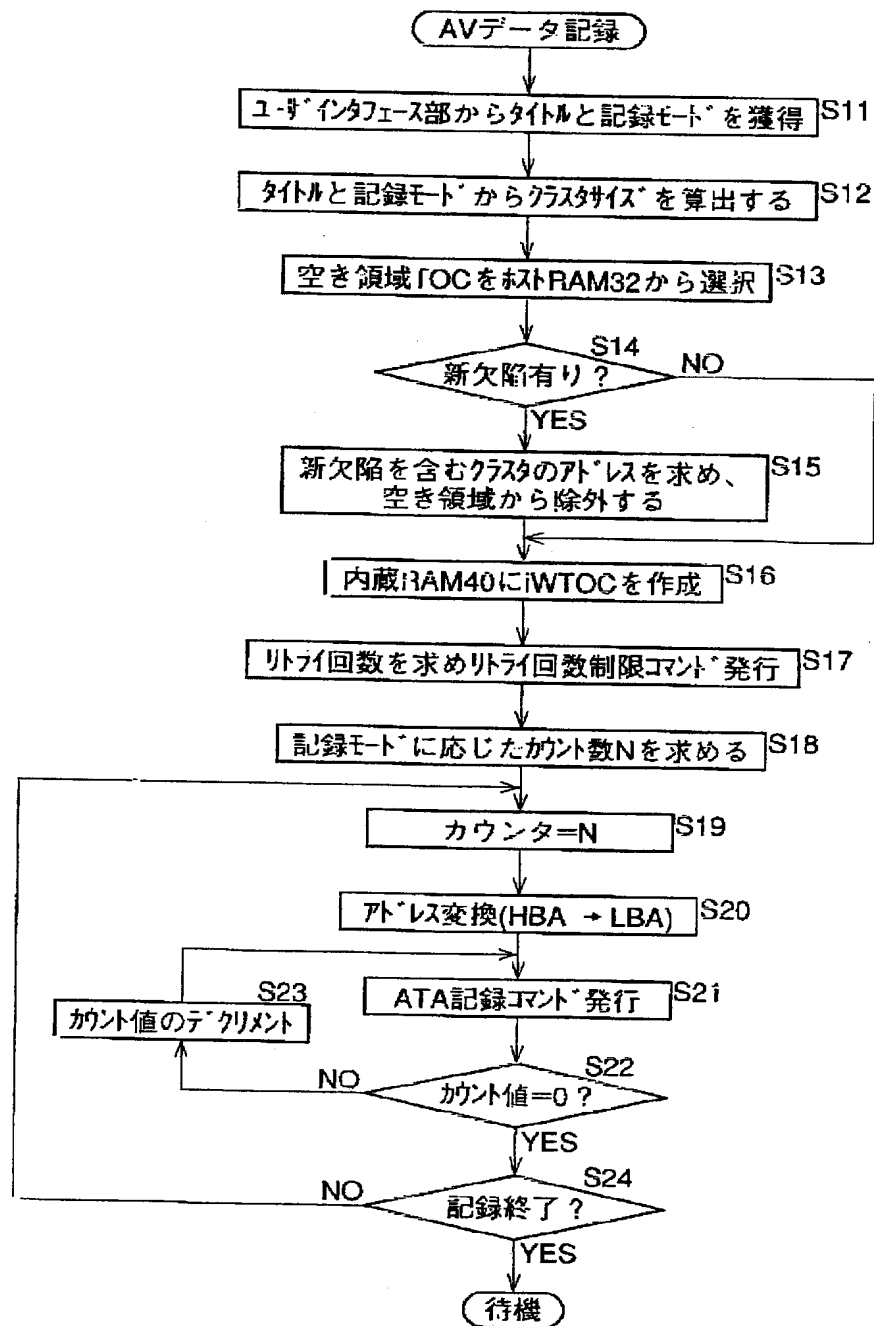 AVデータ記録
ユーザインタフェース部からタイトルと記録モードを獲得
S11
タイトルと記録モードからクラスタサイズを算出する
S12
空き領域TOCをホストRAM32から選択
S13
S14
新欠陥有り？
NO
YES
新欠陥を含むクラスタのアドレスを求め、
空き領域から除外する
S15
内蔵RAM40にiWTOCを作成
S16
リトライ回数を求めリトライ回数制限コマンド発行
S17
記録モードに応じたカウント数Nを求める
S18
カウンタ=N
S19
アドレス変換(HBA → LBA)
S20
ATA記録コマンド発行
S21
S23
カウント値のデクリメント
S22
カウント値=0？
NO
YES
S24
記録終了？
NO
YES
待機